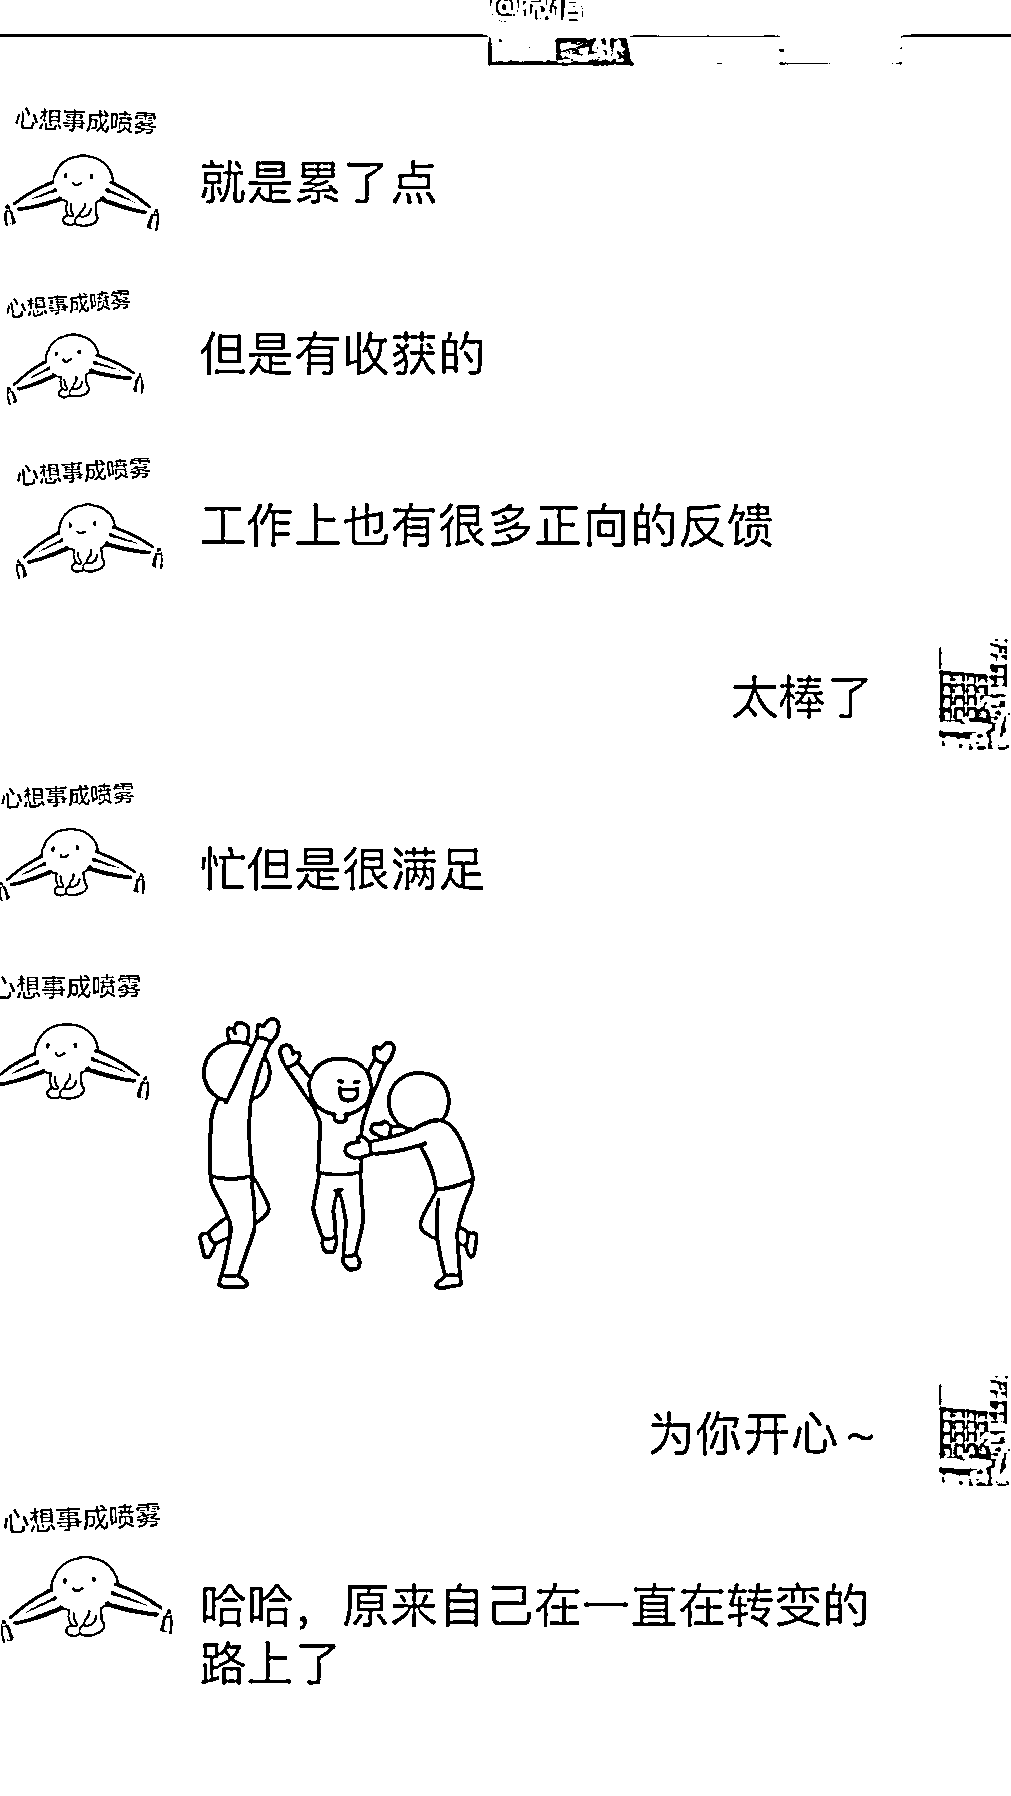 心想事成喷雾
就是累了点
心想事成喷雾
但是有收获的
心想事成喷雾
工作上也有很多正向的反馈
太棒了
心想事成喷雾
忙但是很满足
心想事成喷雾
为你开心~
心想事成喷雾
哈哈，原来自己在一直在转变的
路上了